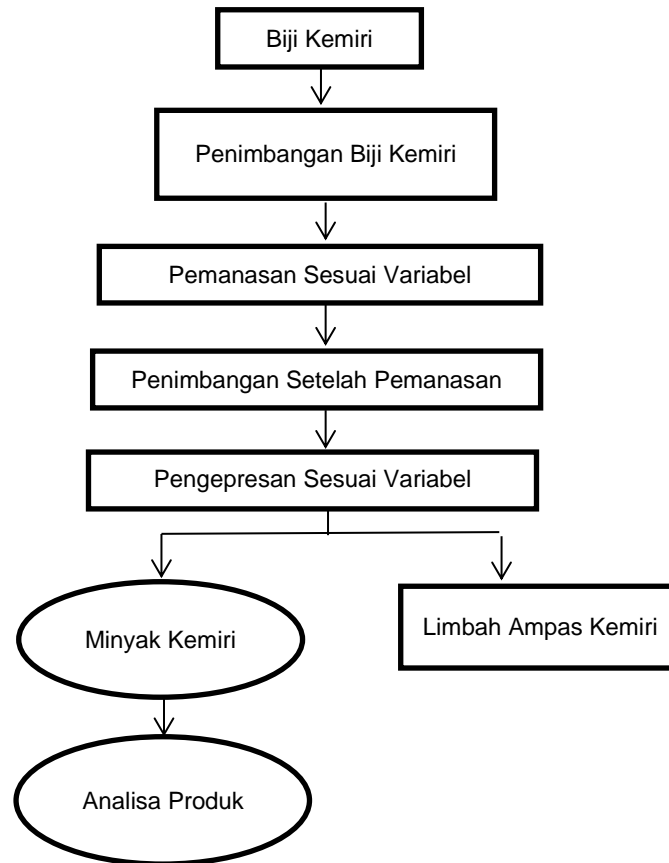 Biji Kemiri
Penimbangan Biji Kemiri
Pemanasan Sesuai Variabel
Penimbangan Setelah Pemanasan
Pengepresan Sesuai Variabel
Minyak Kemiri
Limbah Ampas Kemiri
Analisa Produk